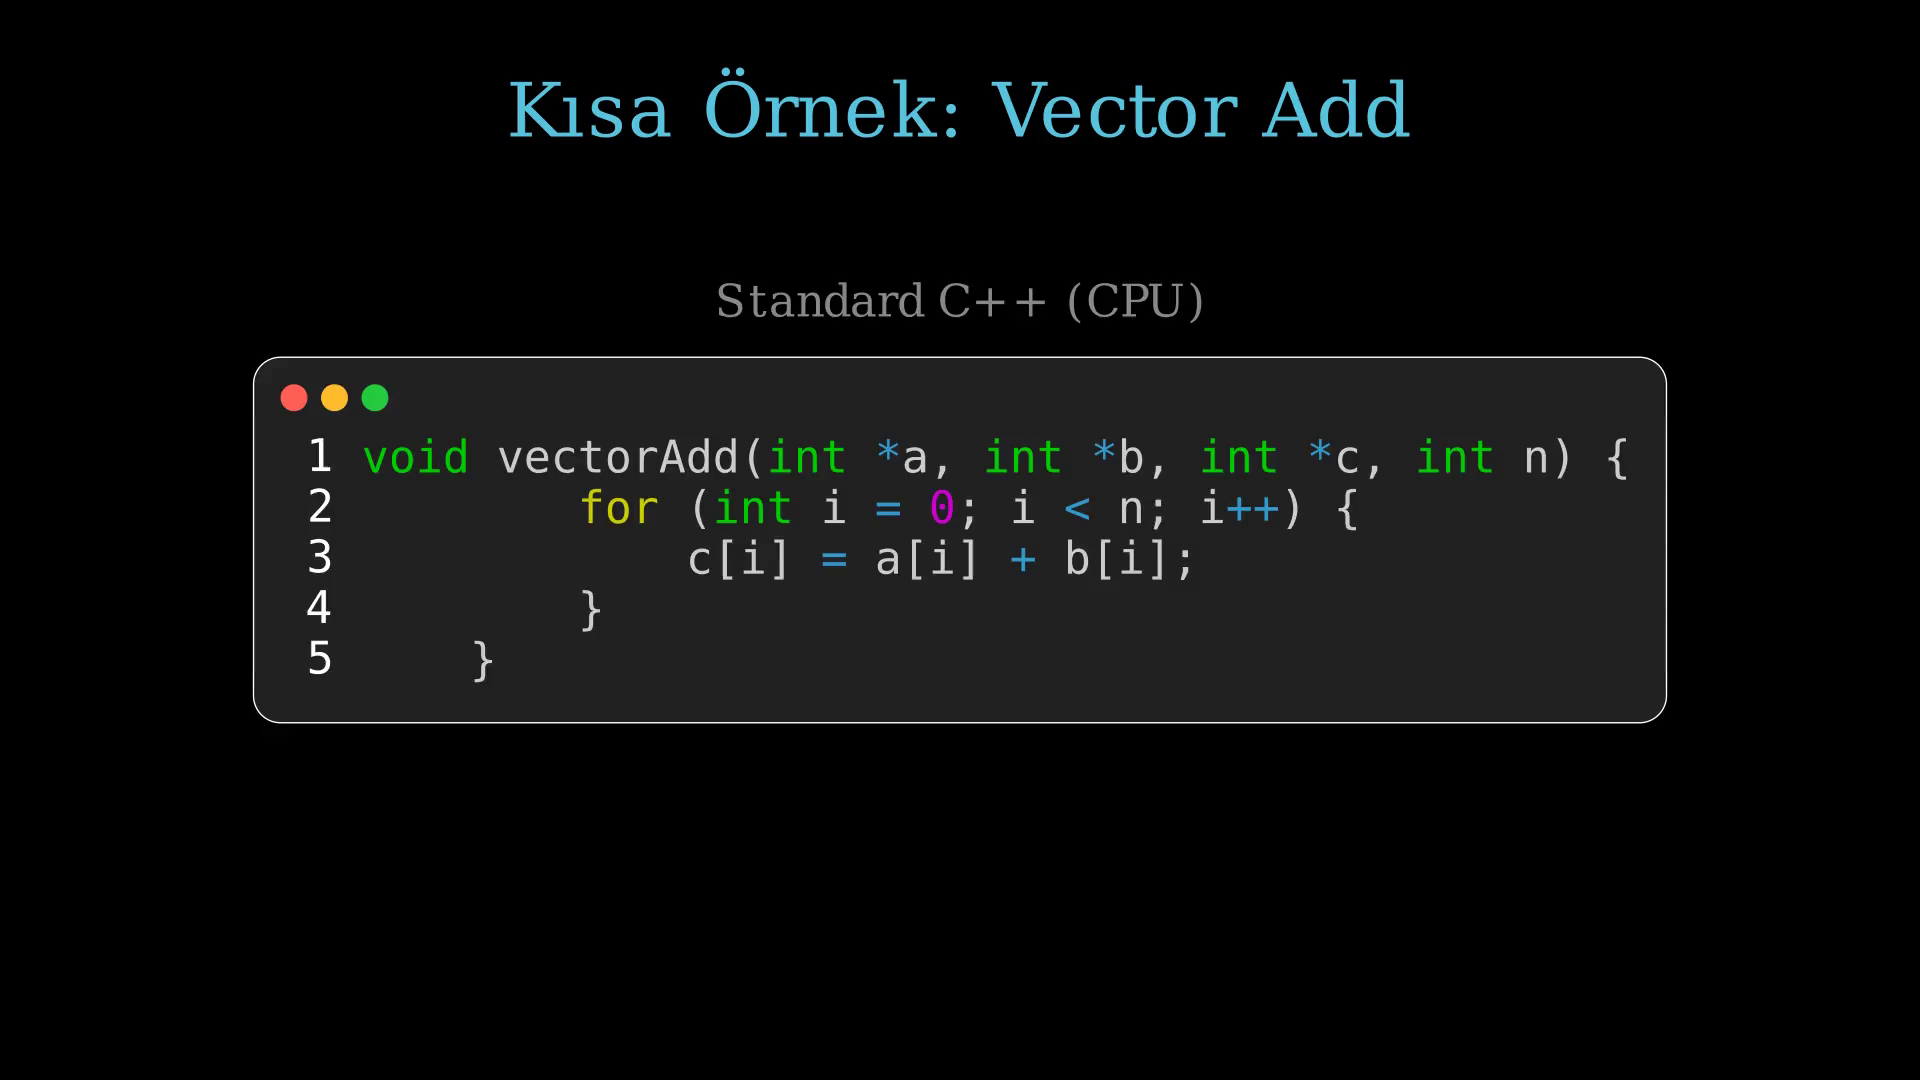 Kısa Örnek: Vector Add
Standard C++ (CPU)
1 void vectorAdd(int *a, int *b, int *c, int n) {
2         for (int i = 0; i < n; i++) {
3             c[i] = a[i] + b[i];
4         }
5     }